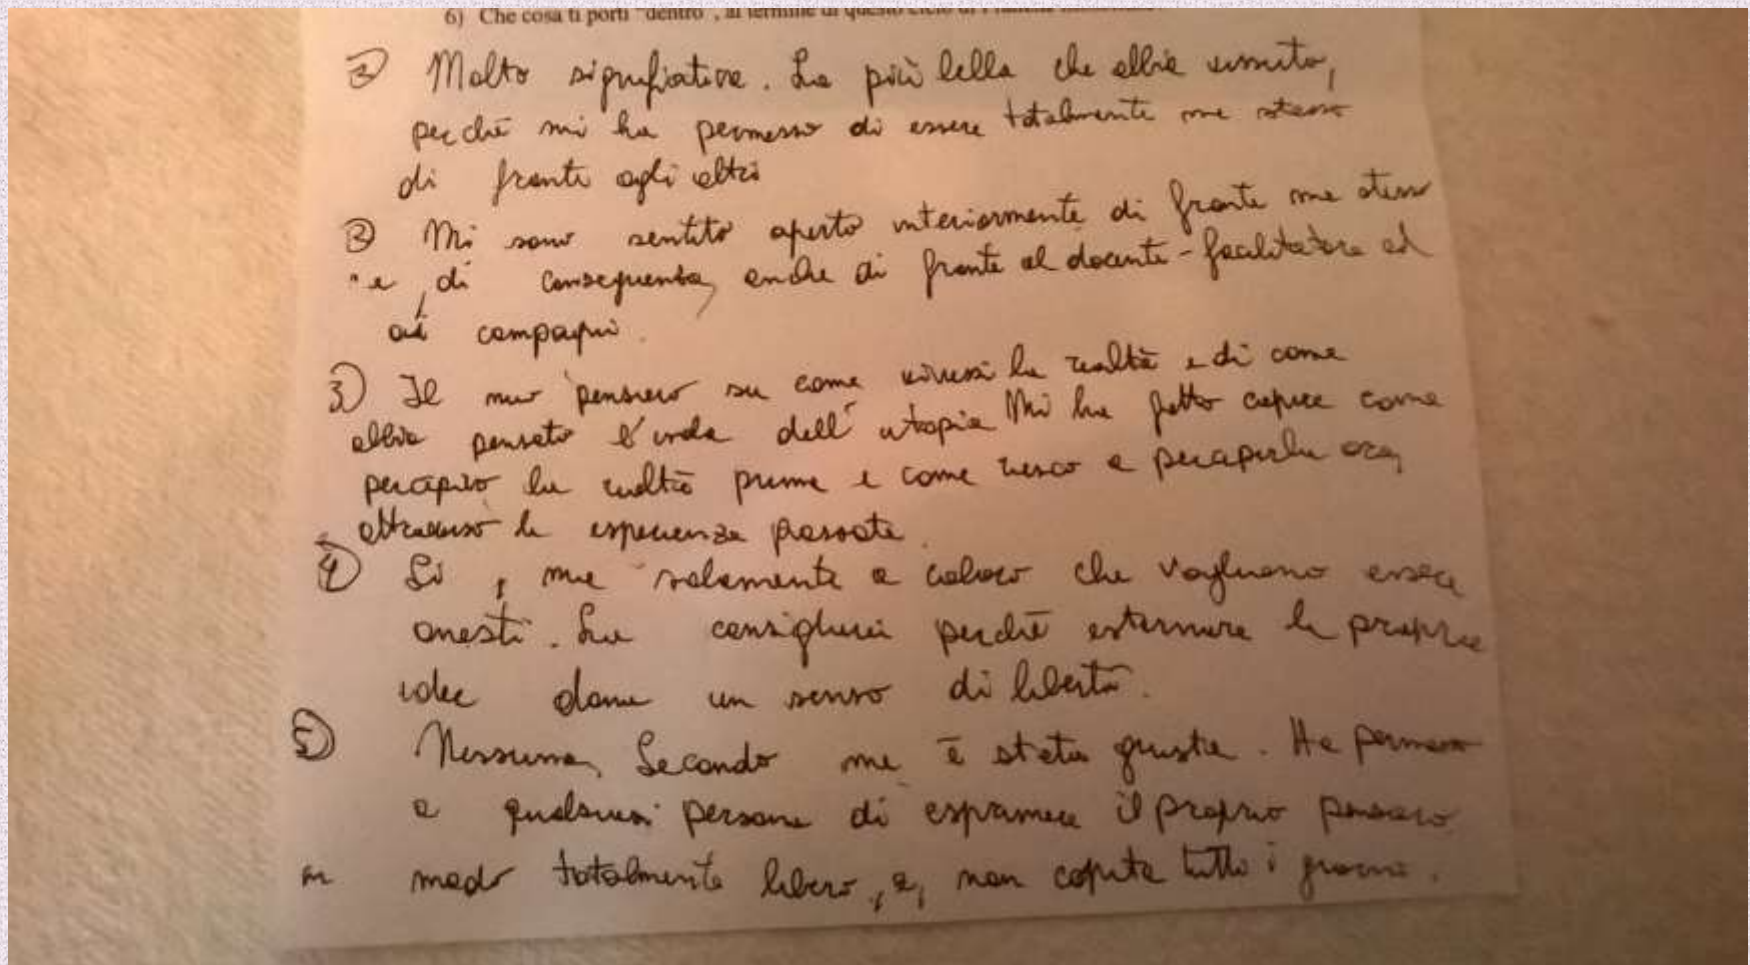 6) Che cosa ti porti "dentro", al termine di questo ciclo di
② Molto significativa. La più bella che abbia vissuto,
perché mi ha permesso di essere totalmente me stesso
di fronte agli altri
② Mi sono sentito aperto interiormente di fronte me stesso
e, di conseguenza, anche di fronte al docente-facilitatore ed
ai compagni.
3) Il mio pensiero su come vivessi la realtà e di come
abbia pensato l'isola dell'utopia Mi ha fatto capire come
percepivo la realtà prima e come riesco a percepirla ora,
attraverso le esperienza passate.
④ Sì, ma solamente a coloro che vogliono essere
onesti. La consiglierei perché esternare le proprie
idee dona un senso di libertà.
⑤ Nessuna, Secondo me è stata giusta. Ha permesso
a qualsiasi persona di esprimere il proprio pensiero
in modo totalmente libero, e, non capita tutti i giorni.